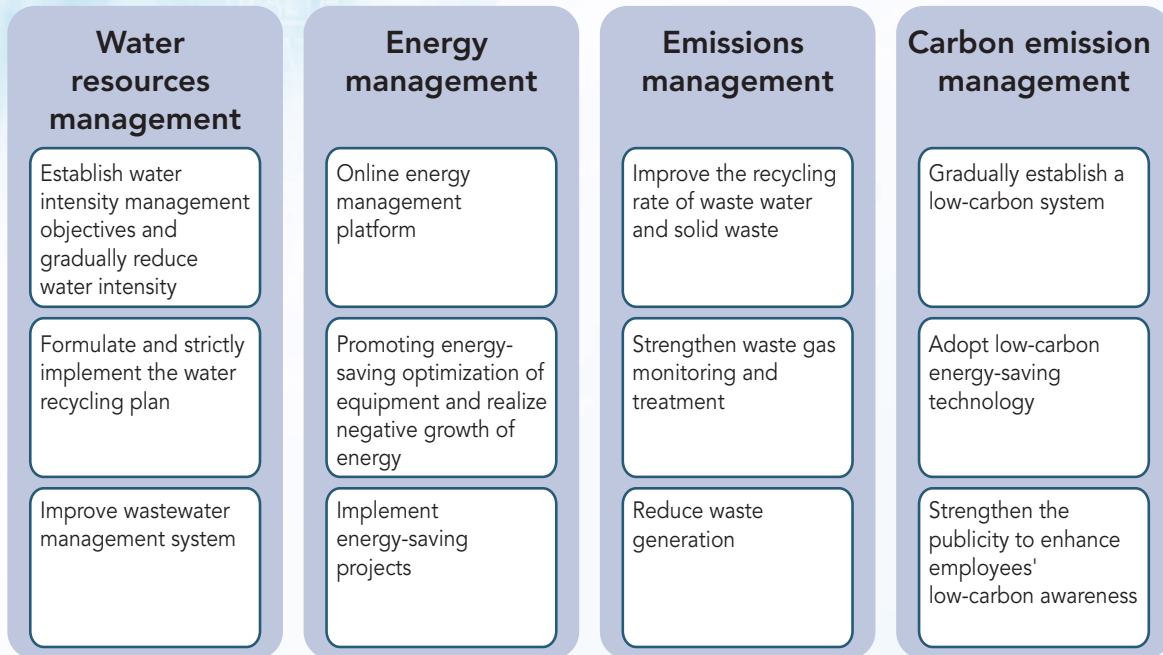 Water
resources
management
Establish water
intensity management
objectives and
gradually reduce
water intensity
Formulate and strictly
implement the water
recycling plan
Improve wastewater
management system
Energy
management
Online energy
management
platform
Promoting energy-
saving optimization of
equipment and realize
negative growth of
energy
Implement
energy-saving
projects
Emissions
management
Improve the recycling
rate of waste water
and solid waste
Strengthen waste gas
monitoring and
treatment
Reduce waste
generation
Carbon emission
management
Gradually establish a
low-carbon system
Adopt low-carbon
energy-saving
technology
Strengthen the
publicity to enhance
employees'
low-carbon awareness